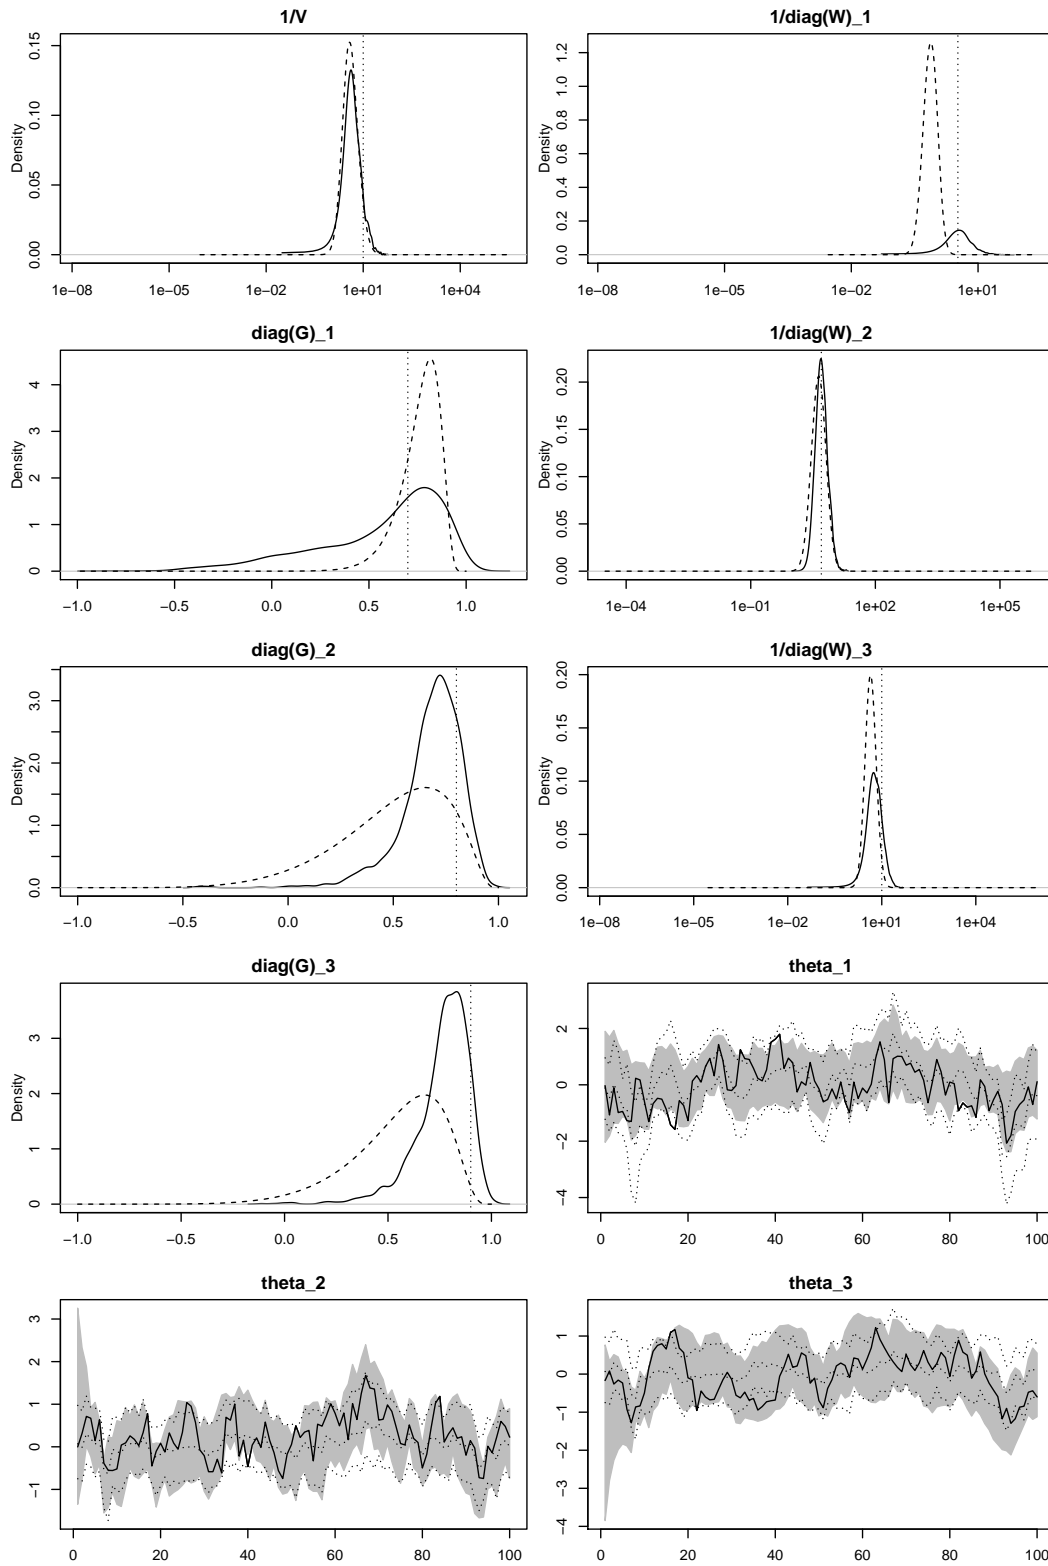 1/V
Density
0.00 0.05 0.10 0.15
1e−08 1e−05 1e−02 1e+01 1e+04
1/diag(W)_1
Density
0.0 0.2 0.4 0.6 0.8 1.0 1.2
1e−08 1e−05 1e−02 1e+01
diag(G)_1
Density
0 1 2 3 4
−1.0 −0.5 0.0 0.5 1.0
1/diag(W)_2
Density
0.00 0.05 0.10 0.15 0.20
1e−04 1e−01 1e+02 1e+05
diag(G)_2
Density
0.0 1.0 2.0 3.0
−1.0 −0.5 0.0 0.5 1.0
1/diag(W)_3
Density
0.00 0.05 0.10 0.15 0.20
1e−08 1e−05 1e−02 1e+01 1e+04
diag(G)_3
Density
0 1 2 3
−1.0 −0.5 0.0 0.5 1.0
theta_1
−4 −2 0 2
0 20 40 60 80 100
theta_2
−1 0 1 2 3
0 20 40 60 80 100
theta_3
−4 −3 −2 −1 0 1
0 20 40 60 80 100